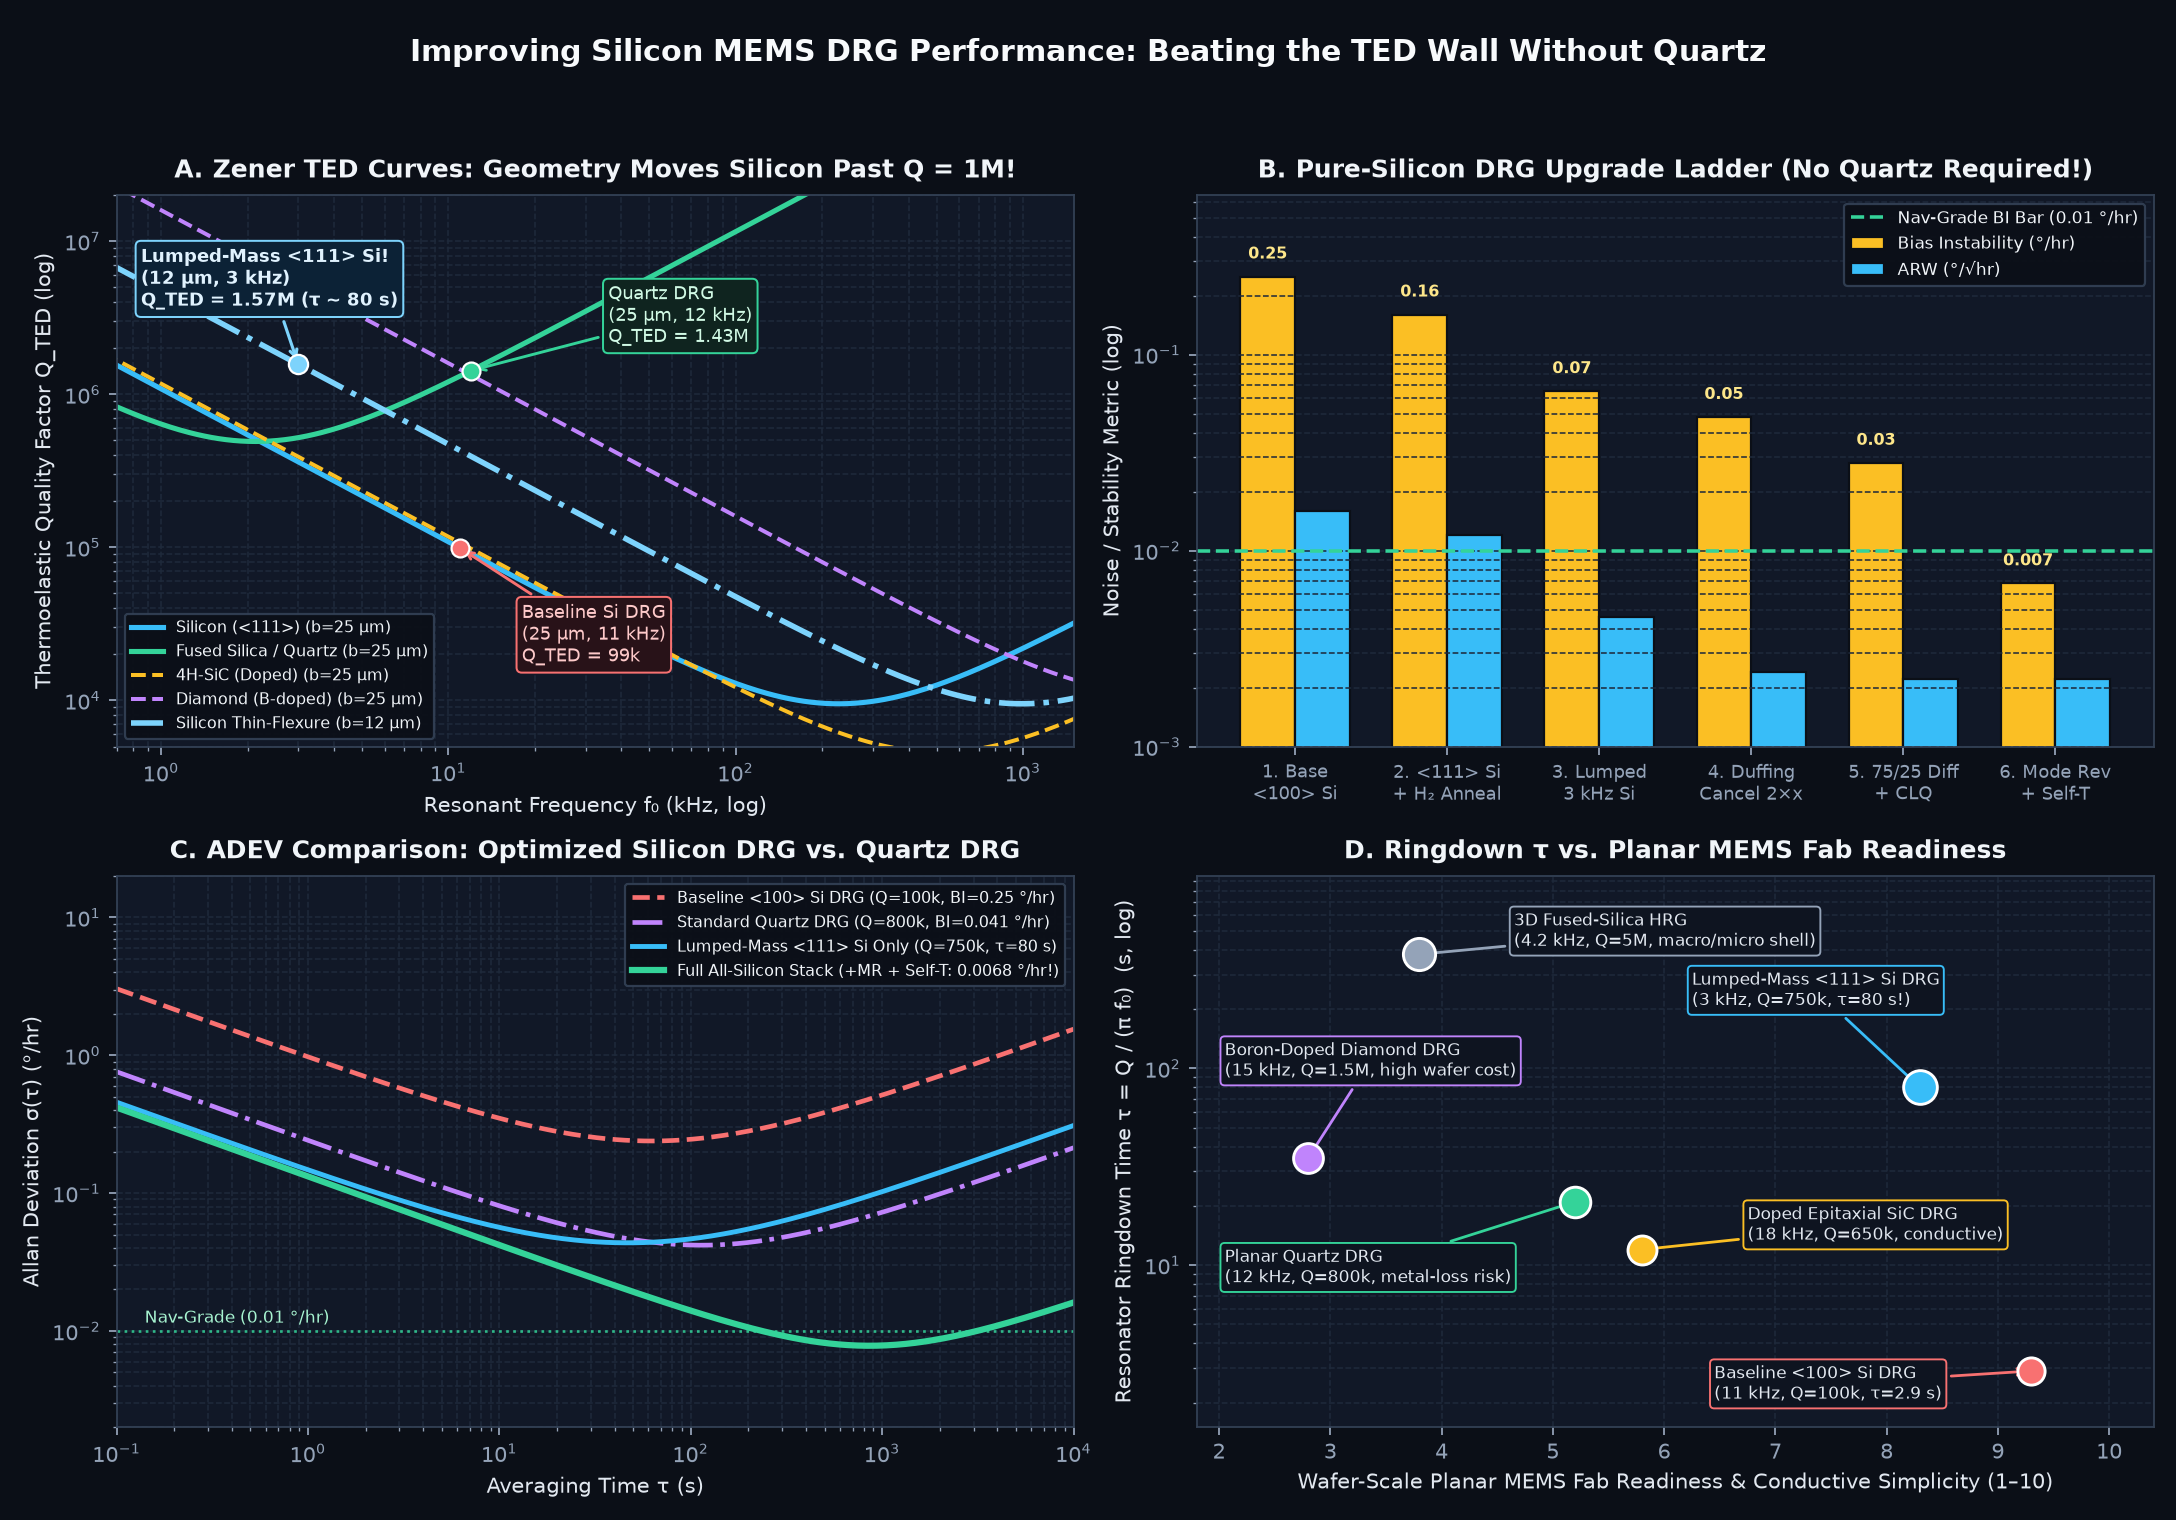 Improving Silicon MEMS DRG Performance: Beating the TED Wall Without Quartz
A. Zener TED Curves: Geometry Moves Silicon Past Q = 1M!
Thermoelastic Quality Factor Q_TED (log)
10⁷
10⁶
10⁵
10⁴
Lumped-Mass <111> Si!
(12 μm, 3 kHz)
Q_TED = 1.57M (τ ~ 80 s)
Quartz DRG
(25 μm, 12 kHz)
Q_TED = 1.43M
Baseline Si DRG
(25 μm, 11 kHz)
Q_TED = 99k
Silicon (<111>) (b=25 μm)
Fused Silica / Quartz (b=25 μm)
4H-SiC (Doped) (b=25 μm)
Diamond (B-doped) (b=25 μm)
Silicon Thin-Flexure (b=12 μm)
10⁰ 10¹ 10² 10³
Resonant Frequency f₀ (kHz, log)
B. Pure-Silicon DRG Upgrade Ladder (No Quartz Required!)
Noise / Stability Metric (log)
10⁻¹
10⁻²
10⁻³
Nav-Grade BI Bar (0.01 °/hr)
Bias Instability (°/hr)
ARW (°/√hr)
0.25
0.16
0.07
0.05
0.03
0.007
1. Base
<100> Si
2. <111> Si
+ H₂ Anneal
3. Lumped
3 kHz Si
4. Duffing
Cancel 2×x
5. 75/25 Diff
+ CLQ
6. Mode Rev
+ Self-T
C. ADEV Comparison: Optimized Silicon DRG vs. Quartz DRG
Allan Deviation σ(τ) (°/hr)
10¹
10⁰
10⁻¹
10⁻²
Baseline <100> Si DRG (Q=100k, BI=0.25 °/hr)
Standard Quartz DRG (Q=800k, BI=0.041 °/hr)
Lumped-Mass <111> Si Only (Q=750k, τ=80 s)
Full All-Silicon Stack (+MR + Self-T: 0.0068 °/hr!)
Nav-Grade (0.01 °/hr)
10⁻¹ 10⁰ 10¹ 10² 10³ 10⁴
Averaging Time τ (s)
D. Ringdown τ vs. Planar MEMS Fab Readiness
Resonator Ringdown Time τ = Q / (π f₀) (s, log)
10²
10¹
3D Fused-Silica HRG
(4.2 kHz, Q=5M, macro/micro shell)
Lumped-Mass <111> Si DRG
(3 kHz, Q=750k, τ=80 s!)
Boron-Doped Diamond DRG
(15 kHz, Q=1.5M, high wafer cost)
Doped Epitaxial SiC DRG
(18 kHz, Q=650k, conductive)
Planar Quartz DRG
(12 kHz, Q=800k, metal-loss risk)
Baseline <100> Si DRG
(11 kHz, Q=100k, τ=2.9 s)
2 3 4 5 6 7 8 9 10
Wafer-Scale Planar MEMS Fab Readiness & Conductive Simplicity (1–10)